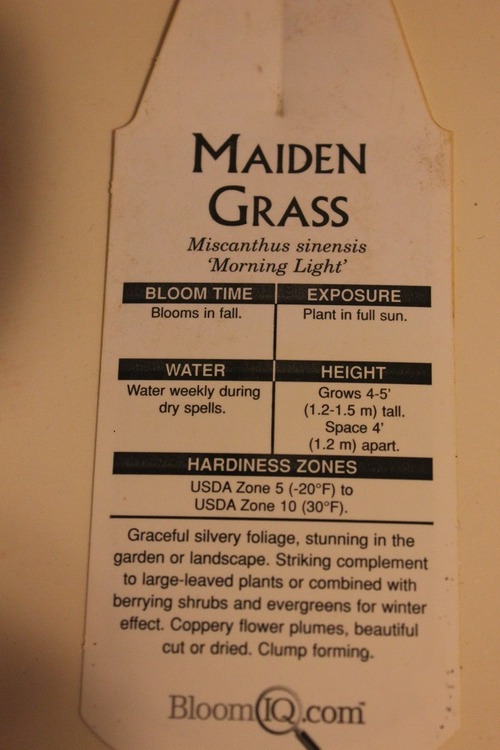 MAIDEN
GRASS
Miscanthus sinensis
'Morning Light'
BLOOM TIME
Blooms in fall.
EXPOSURE
Plant in full sun.
WATER
Water weekly during
dry spells.
HEIGHT
Grows 4-5'
(1.2-1.5 m) tall.
Space 4'
(1.2 m) apart.
HARDINESS ZONES
USDA Zone 5 (-20°F) to
USDA Zone 10 (30°F).
Graceful silvery foliage, stunning in the
garden or landscape. Striking complement
to large-leaved plants or combined with
berrying shrubs and evergreens for winter
effect. Coppery flower plumes, beautiful
cut or dried. Clump forming.
BloomIQ.com™